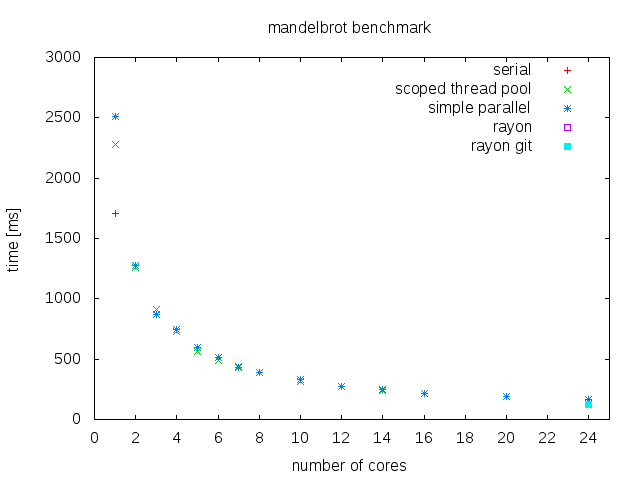 mandelbrot benchmark
3000
2500
2000
1500
1000
500
0
time [ms]
serial
scoped thread pool
simple parallel
rayon
rayon git
0 2 4 6 8 10 12 14 16 18 20 22 24
number of cores